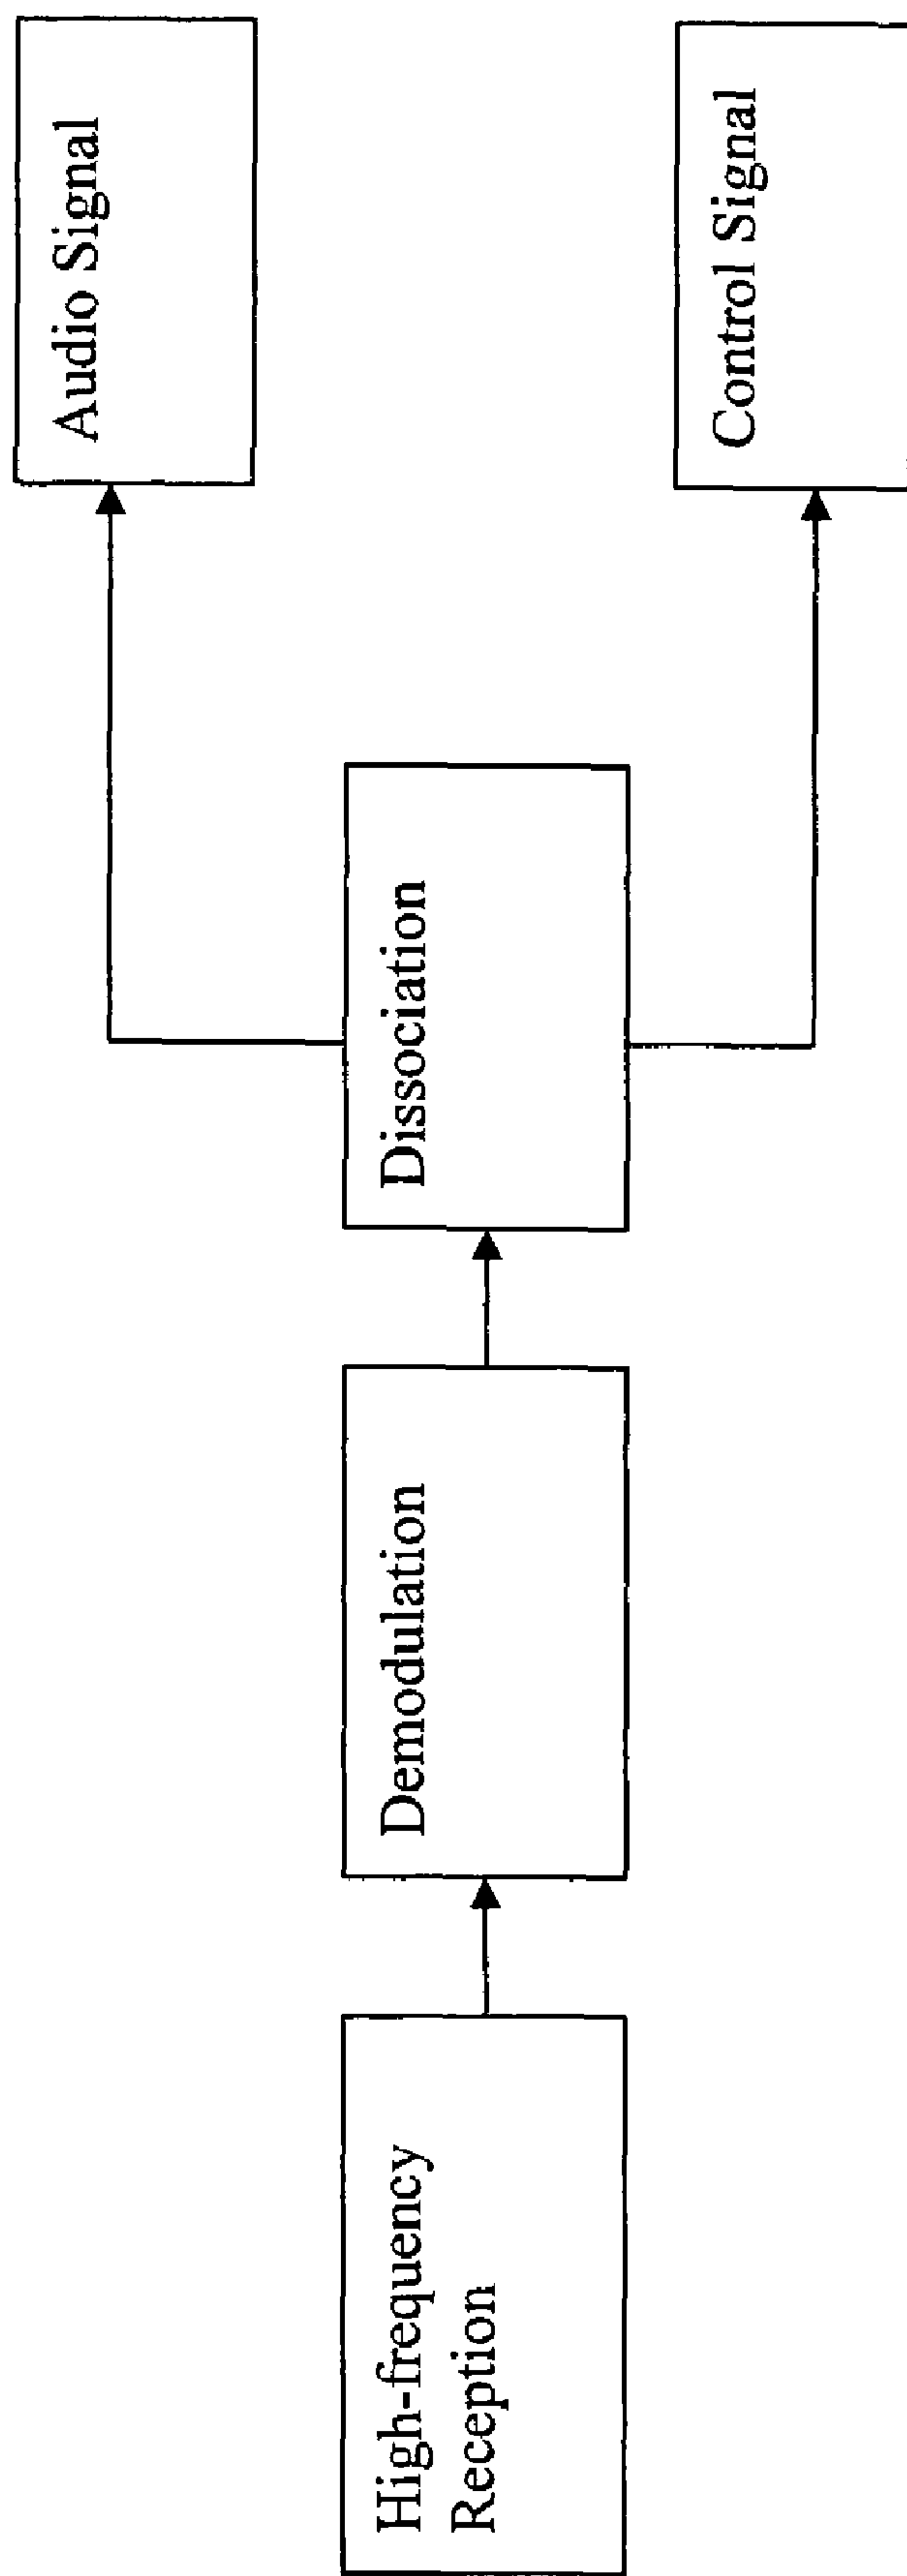 High-frequency
Reception
Demodulation
Dissociation
Audio Signal
Control Signal